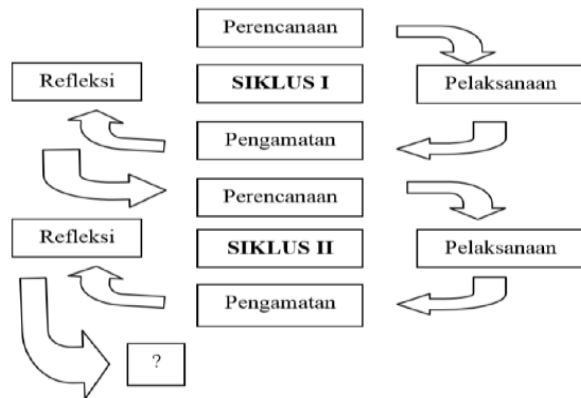 Perencanaan
Refleksi
SIKLUS I
Pelaksanaan
Pengamatan
Perencanaan
Refleksi
SIKLUS II
Pelaksanaan
Pengamatan
?